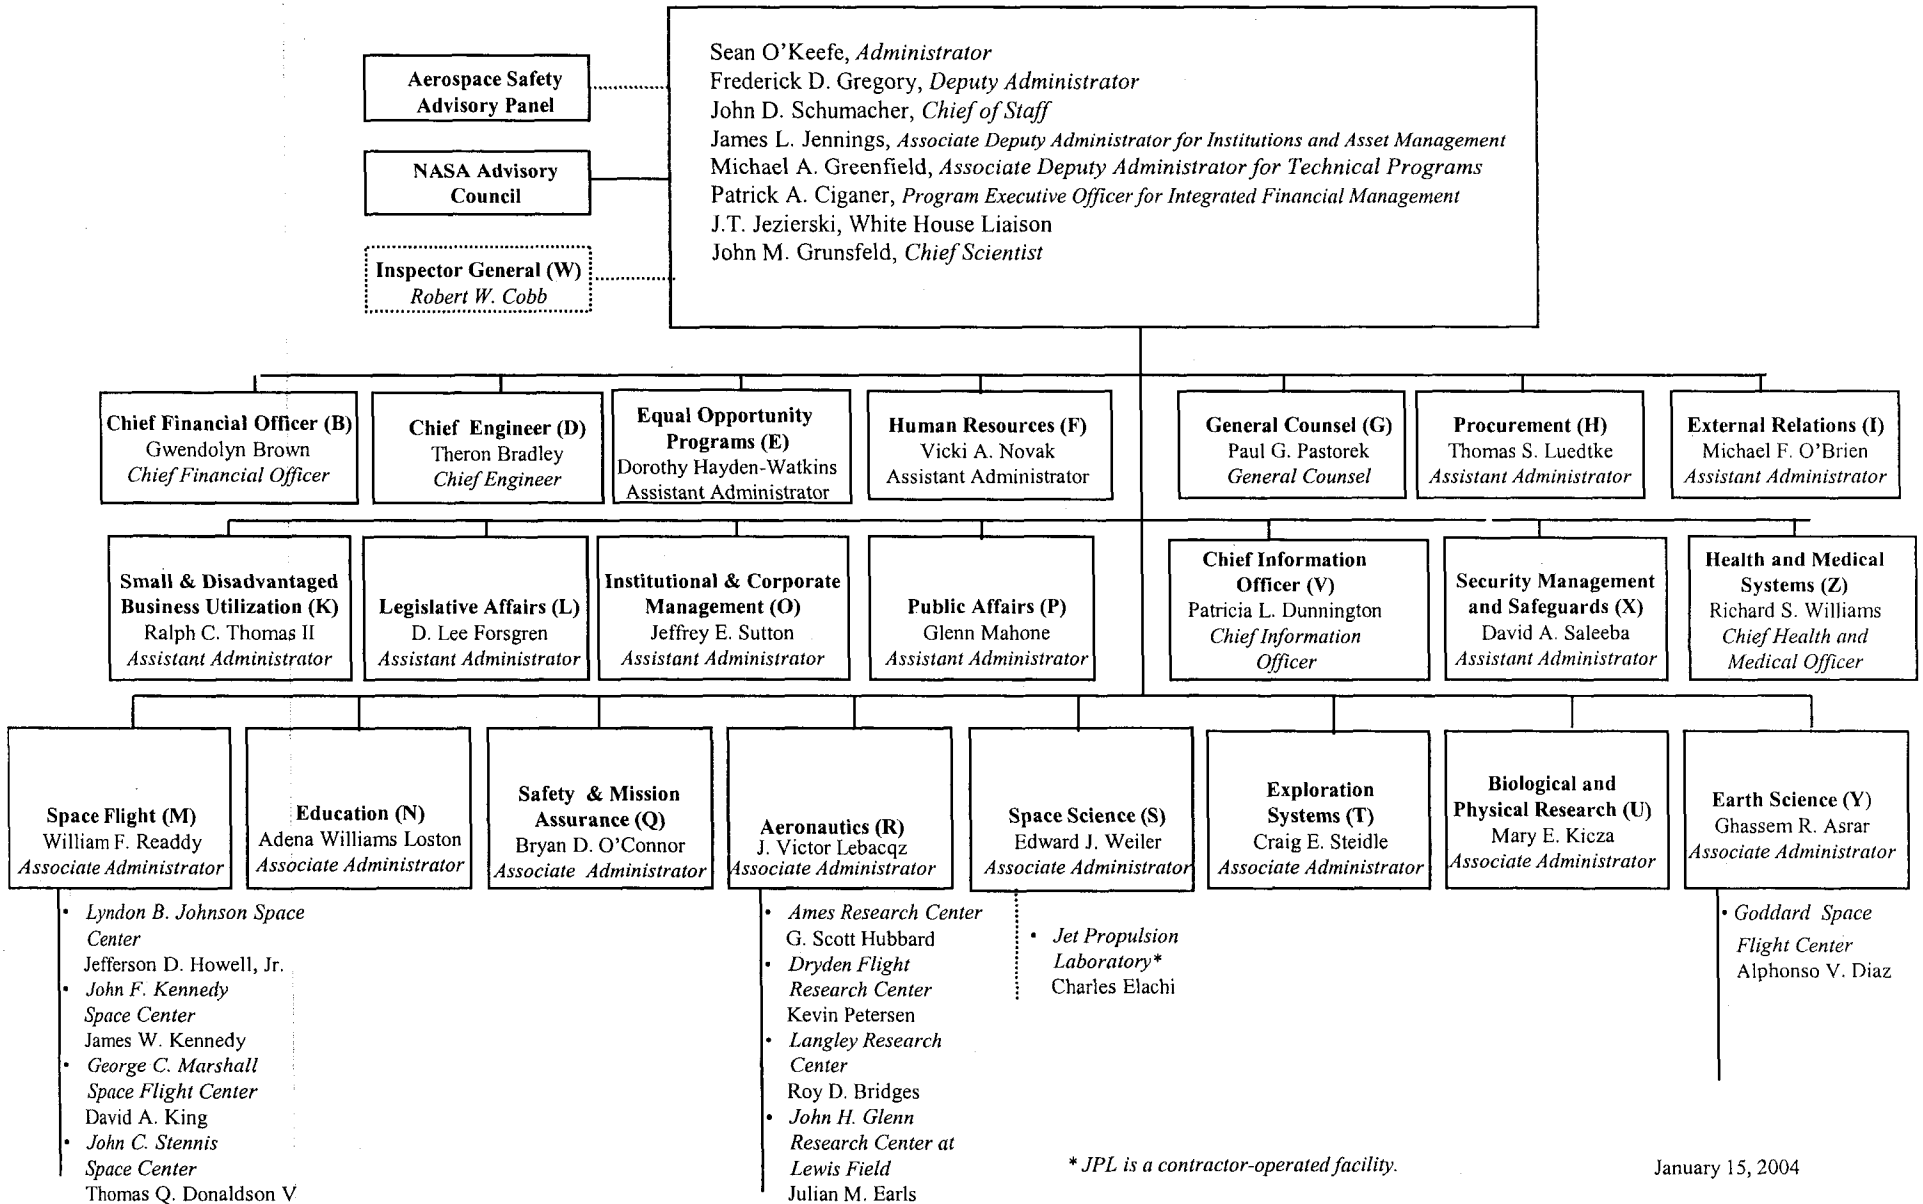 Aerospace Safety
Advisory Panel
NASA Advisory
Council
Inspector General (W)
Robert W. Cobb
Sean O'Keefe, Administrator
Frederick D. Gregory, Deputy Administrator
John D. Schumacher, Chief of Staff
James L. Jennings, Associate Deputy Administrator for Institutions and Asset Management
Michael A. Greenfield, Associate Deputy Administrator for Technical Programs
Patrick A. Ciganer, Program Executive Officer for Integrated Financial Management
J.T. Jezierski, White House Liaison
John M. Grunsfeld, Chief Scientist
Chief Financial Officer (B)
Gwendolyn Brown
Chief Financial Officer
Chief Engineer (D)
Theron Bradley
Chief Engineer
Equal Opportunity
Programs (E)
Dorothy Hayden-Watkins
Assistant Administrator
Human Resources (F)
Vicki A. Novak
Assistant Administrator
General Counsel (G)
Paul G. Pastorek
General Counsel
Procurement (H)
Thomas S. Luedtke
Assistant Administrator
External Relations (I)
Michael F. O'Brien
Assistant Administrator
Small & Disadvantaged
Business Utilization (K)
Ralph C. Thomas II
Assistant Administrator
Legislative Affairs (L)
D. Lee Forsgren
Assistant Administrator
Institutional & Corporate
Management (O)
Jeffrey E. Sutton
Assistant Administrator
Public Affairs (P)
Glenn Mahone
Assistant Administrator
Chief Information
Officer (V)
Patricia L. Dunnington
Chief Information
Officer
Security Management
and Safeguards (X)
David A. Saleeba
Assistant Administrator
Health and Medical
Systems (Z)
Richard S. Williams
Chief Health and
Medical Officer
Space Flight (M)
William F. Readdy
Associate Administrator
Education (N)
Adena Williams Loston
Associate Administrator
Safety & Mission
Assurance (Q)
Bryan D. O'Connor
Associate Administrator
Aeronautics (R)
J. Victor Lebacqz
Associate Administrator
Space Science (S)
Edward J. Weiler
Associate Administrator
Exploration
Systems (T)
Craig E. Steidle
Associate Administrator
Biological and
Physical Research (U)
Mary E. Kicza
Associate Administrator
Earth Science (Y)
Ghassem R. Asrar
Associate Administrator
• Lyndon B. Johnson Space
Center
Jefferson D. Howell, Jr.
• John F. Kennedy
Space Center
James W. Kennedy
• George C. Marshall
Space Flight Center
David A. King
• John C. Stennis
Space Center
Thomas Q. Donaldson V
• Ames Research Center
G. Scott Hubbard
• Dryden Flight
Research Center
Kevin Petersen
• Langley Research
Center
Roy D. Bridges
• John H. Glenn
Research Center at
Lewis Field
Julian M. Earls
• Jet Propulsion
Laboratory*
Charles Elachi
• Goddard Space
Flight Center
Alphonso V. Diaz
* JPL is a contractor-operated facility.
January 15, 2004